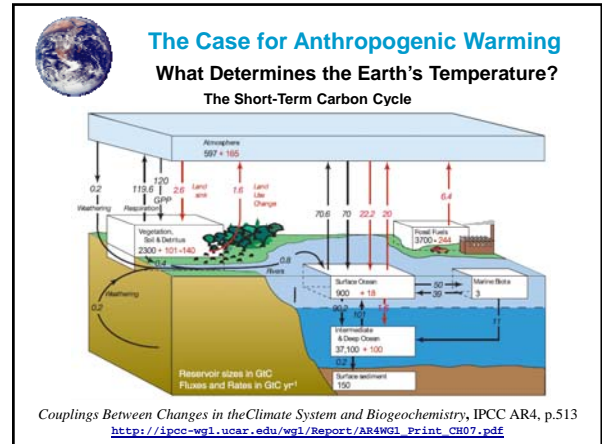 The Case for Anthropogenic Warming
What Determines the Earth's Temperature?
The Short-Term Carbon Cycle
Atmosphere
597 + 165
0.2
Weathering
119.6
Respiration
120
GPP
2.6
Land
sink
1.6
Land
Use
Change
70.6
70
22.2
20
6.4
Vegetation,
Soil & Detritus
2300 + 101-140
Fossil Fuels
3700 - 244
0.4
0.8
Rivers
Weathering
0.2
Surface Ocean
900 + 18
50
39
Marine Biota
3
90.2
101
11
Intermediate
& Deep Ocean
37,100 + 100
0.2
Surface sediment
150
Reservoir sizes in GtC
Fluxes and Rates in GtC yr-1
Couplings Between Changes in theClimate System and Biogeochemistry, IPCC AR4, p.513
http://ipcc-wg1.ucar.edu/wg1/Report/AR4WG1_Print_CH07.pdf